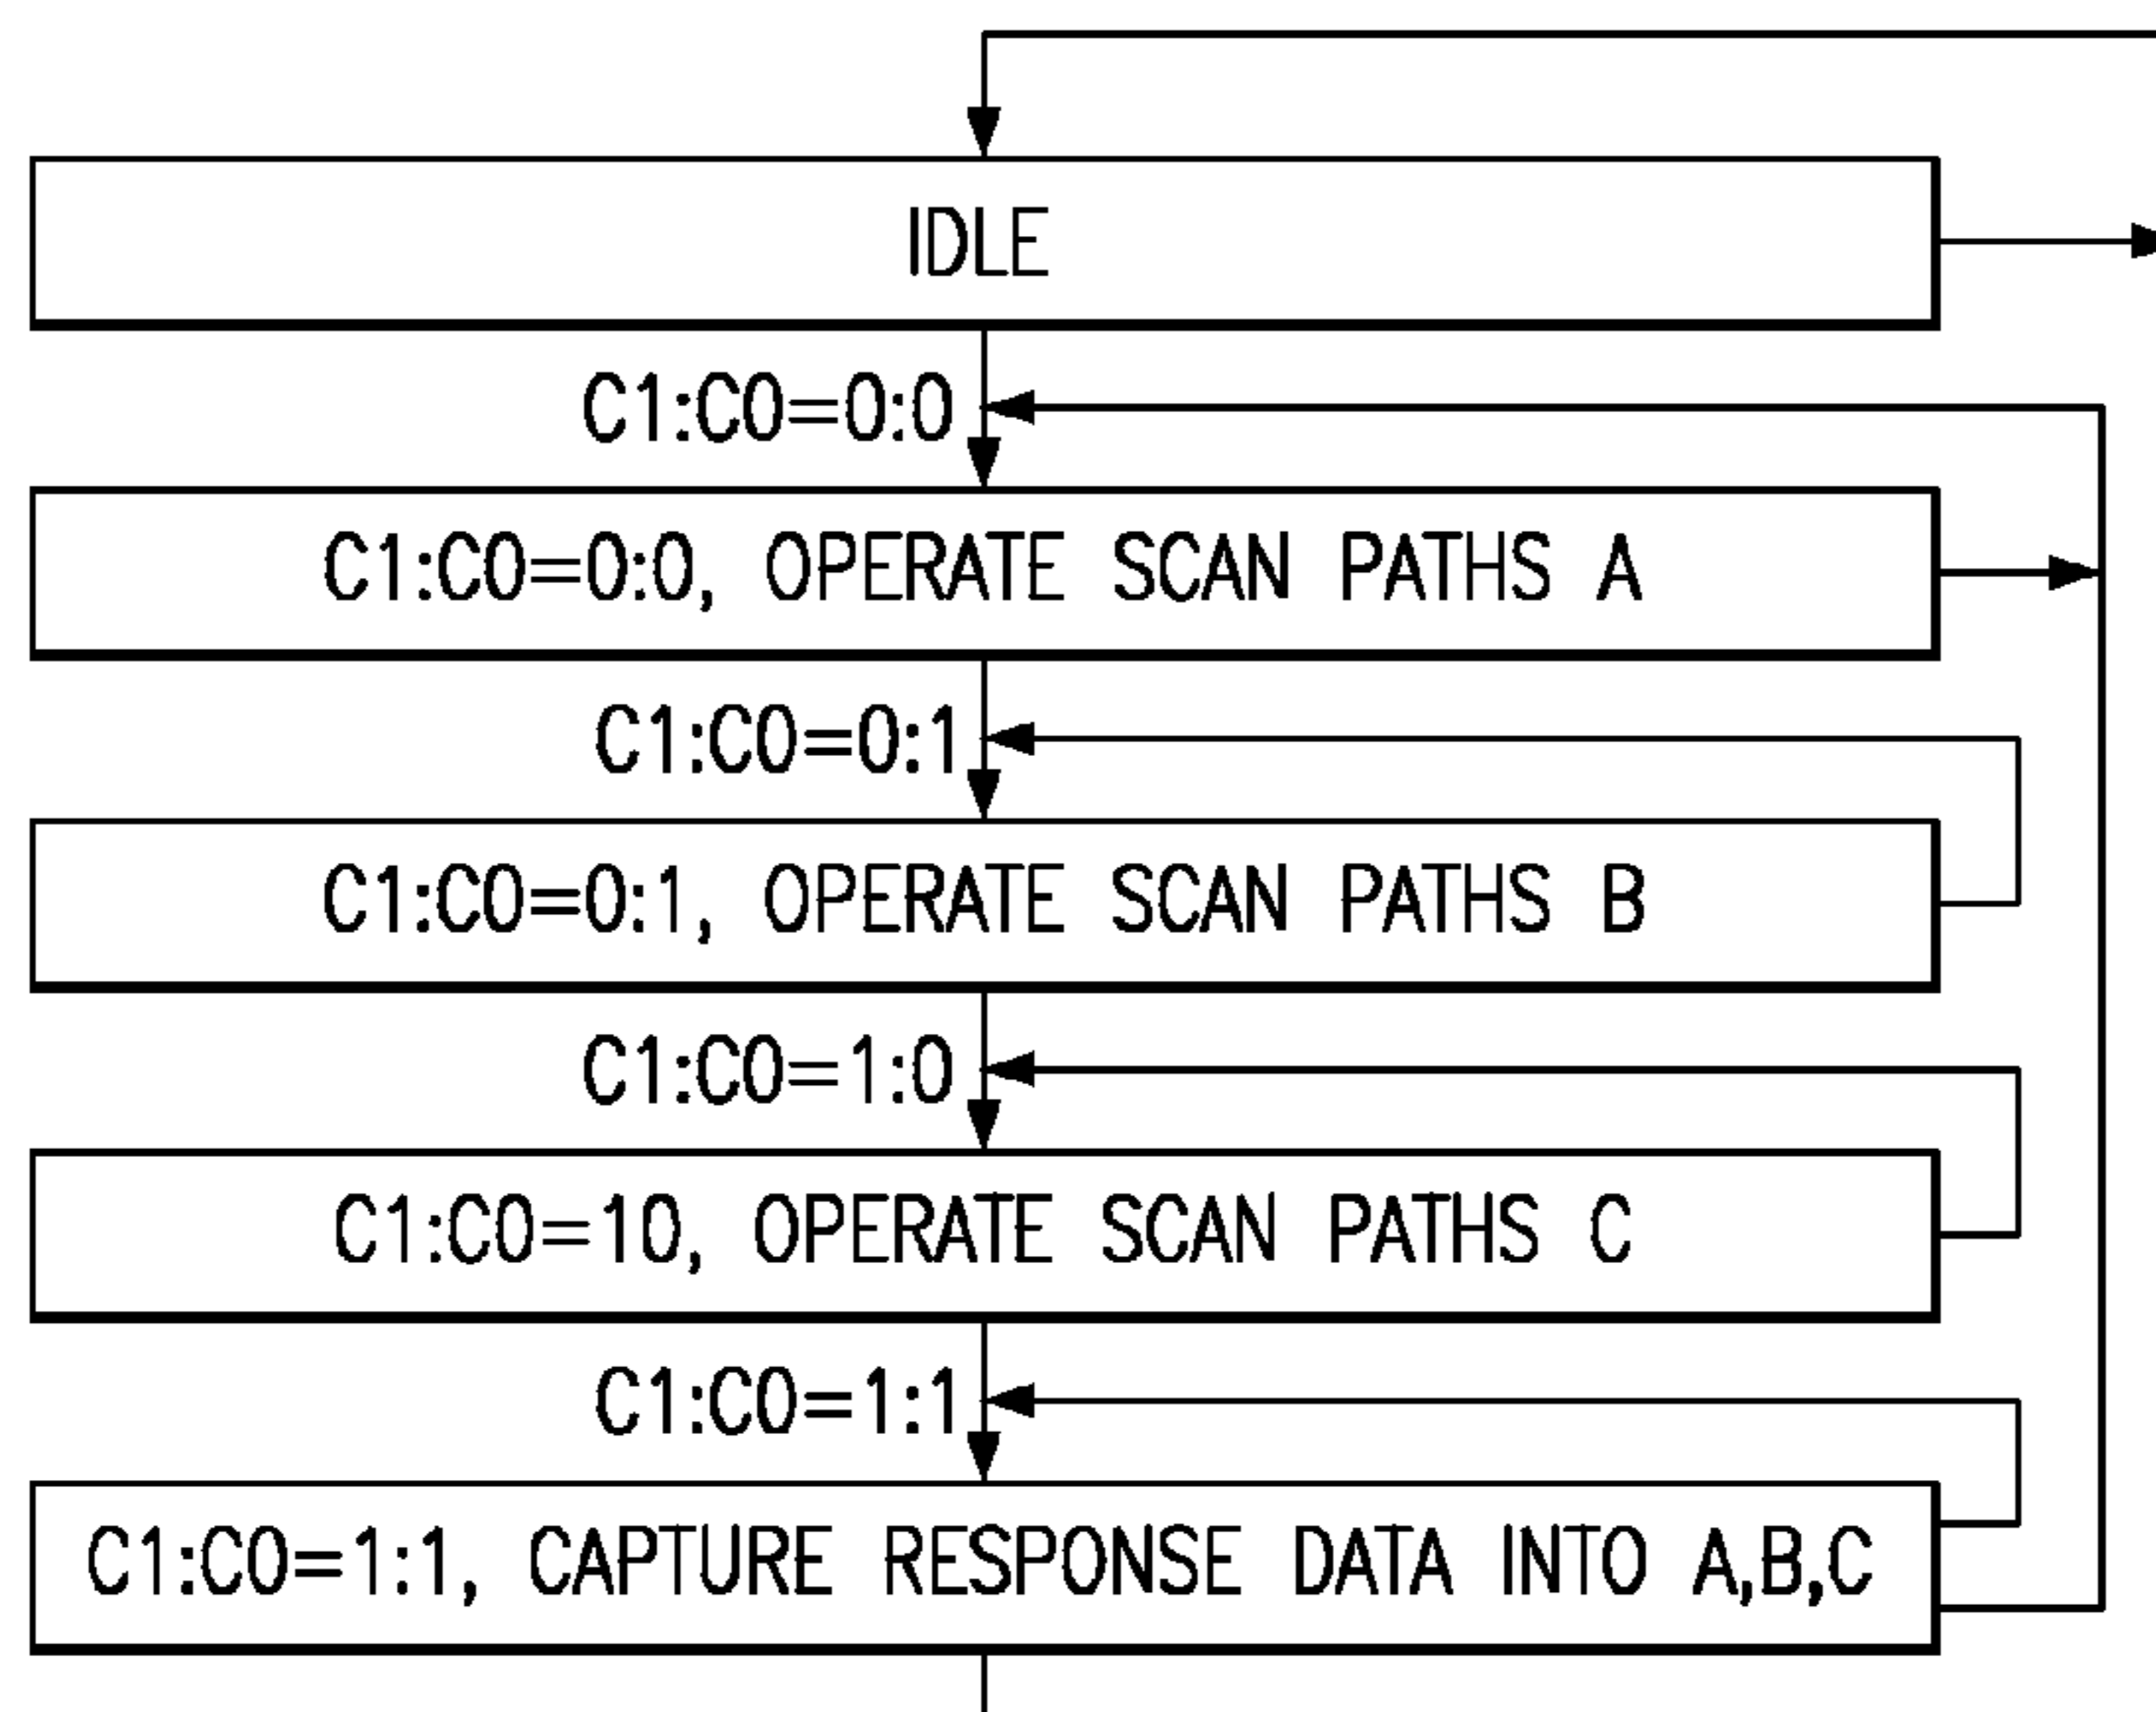 IDLE
C1:C0=0:0
C1:C0=0:0, OPERATE SCAN PATHS A
C1:C0=0:1
C1:C0=0:1, OPERATE SCAN PATHS B
C1:C0=1:0
C1:C0=10, OPERATE SCAN PATHS C
C1:C0=1:1
C1:C0=1:1, CAPTURE RESPONSE DATA INTO A,B,C